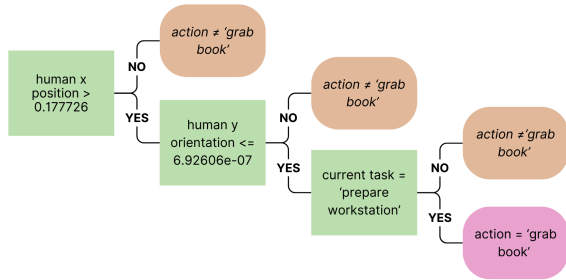 action ≠ ‘grab
book’
human x
position >
0.177726
NO
YES
action ≠ ‘grab
book’
human y
orientation <=
6.92606e-07
NO
YES
action ≠‘grab
book’
current task =
‘prepare
workstation’
NO
YES
action = ‘grab
book’